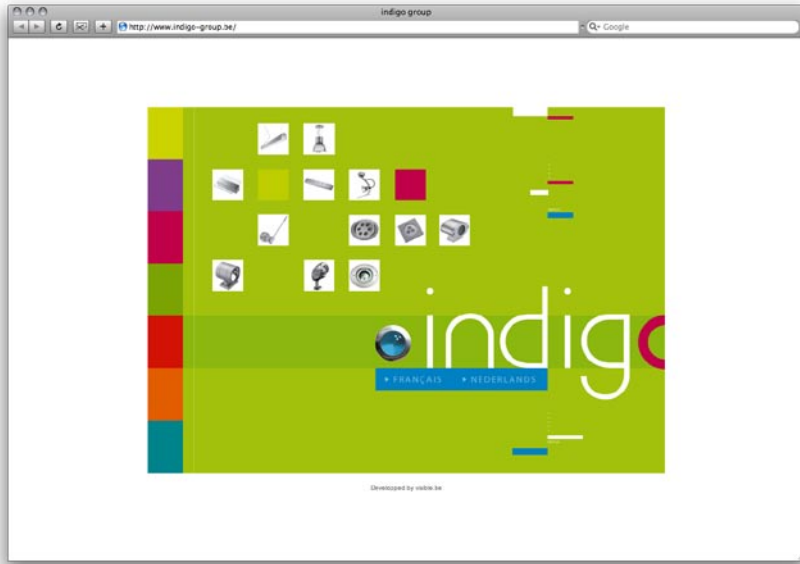 indigo group
http://www.indigo-group.be/
Google
indigo
FRANÇAIS NEDERLANDS
Developped by visible.be